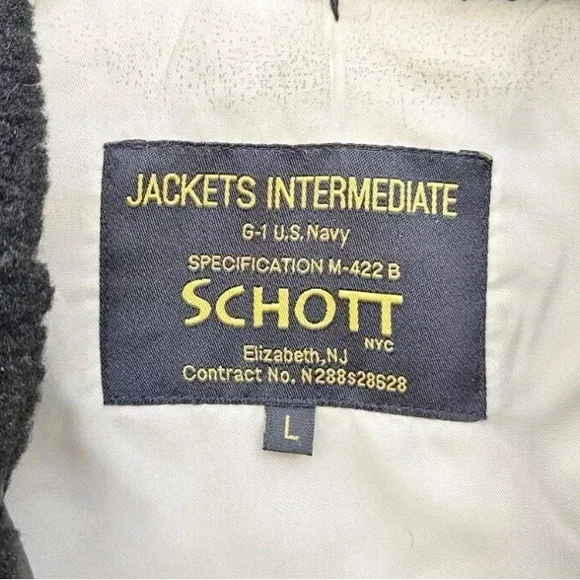 JACKETS INTERMEDIATE
G-1 U.S. Navy
SPECIFICATION M-422 B
SCHOTT
NYC
Elizabeth, NJ
Contract No. N288s28628
L